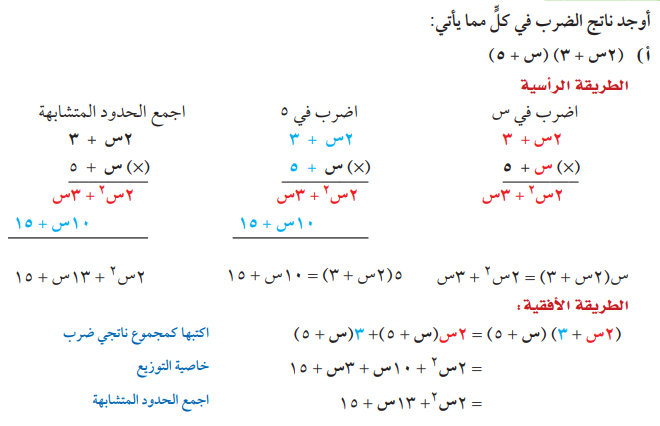 أوجد ناتج الضرب في كلٍّ مما يأتي:
أ) (٢س + ٣) (س + ٥)
الطريقة الرأسية
اضرب في س
٢س + ٣
(×) س + ٥
٢س٢ + ٣س
س(٢س + ٣) = ٢س٢ + ٣س
اضرب في ٥
٢س + ٣
(×) س + ٥
٢س٢ + ٣س
١٠س + ١٥
٥(٢س + ٣) = ١٠س + ١٥
اجمع الحدود المتشابهة
٢س + ٣
(×) س + ٥
٢س٢ + ٣س
١٠س + ١٥
٢س٢ + ١٣س + ١٥
الطريقة الأفقية:
(٢س + ٣) (س + ٥) = ٢س(س + ٥) + ٣(س + ٥) اكتبها كمجموع ناتجي ضرب
= ٢س٢ + ١٠س + ٣س + ١٥ خاصية التوزيع
= ٢س٢ + ١٣س + ١٥ اجمع الحدود المتشابهة